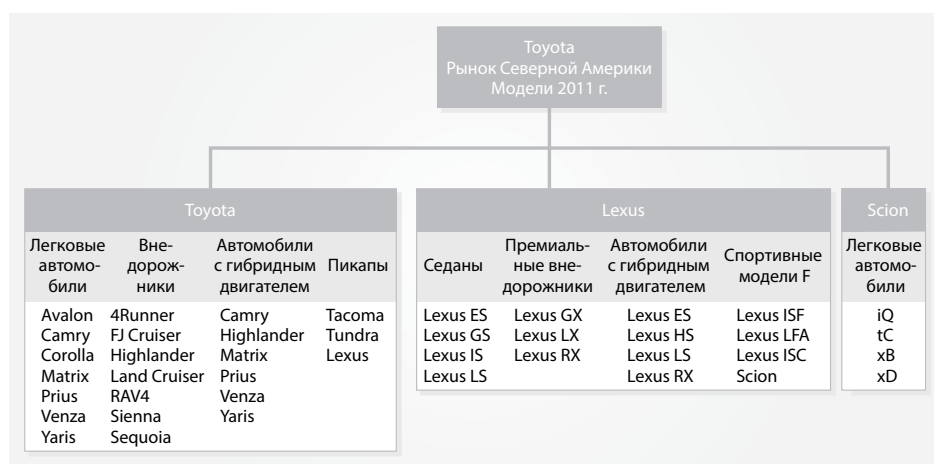 Toyota
Рынок Северной Америки
Модели 2011 г.
Toyota
Легковые
автомо-
били
Avalon
Camry
Corolla
Matrix
Prius
Venza
Yaris
Вне-
дорож-
ники
4Runner
FJ Cruiser
Highlander
Land Cruiser
RAV4
Sienna
Sequoia
Автомобили
с гибридным
двигателем
Camry
Highlander
Matrix
Prius
Venza
Yaris
Пикапы
Tacoma
Tundra
Lexus
Lexus
Седаны
Lexus ES
Lexus GS
Lexus IS
Lexus LS
Премиаль-
ные вне-
дорожники
Lexus GX
Lexus LX
Lexus RX
Автомобили
с гибридным
двигателем
Lexus ES
Lexus HS
Lexus LS
Lexus RX
Спортивные
модели F
Lexus ISF
Lexus LFA
Lexus ISC
Scion
Scion
Легковые
автомо-
били
iQ
tC
xB
xD